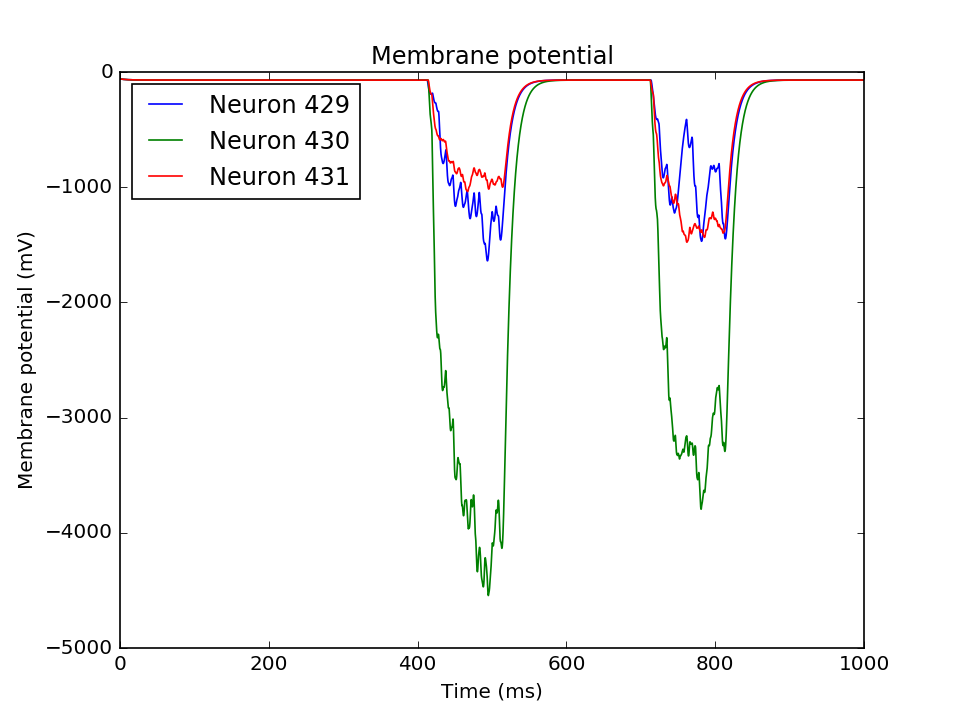 Membrane potential
0
−1000
−2000
−3000
−4000
−5000
Membrane potential (mV)
Neuron 429
Neuron 430
Neuron 431
0 200 400 600 800 1000
Time (ms)